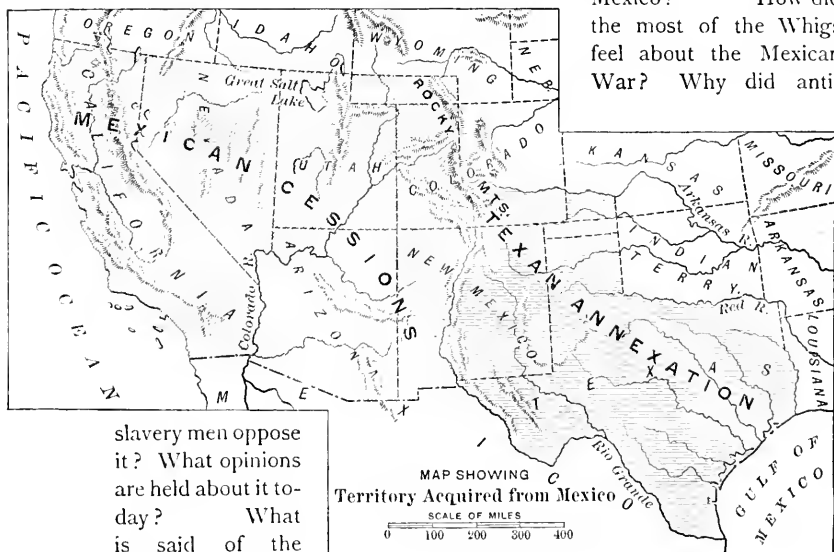 Mexico? How did
the most of the Whigs
feel about the Mexican
War? Why did anti-
OREGON
IDAHO
WYOMING
NEB.
PACIFIC OCEAN
CALIFORNIA
NEVADA
Great Salt
Lake
UTAH
ROCKY
MTS.
COLORADO
KANSAS
MISSOURI
MEXICAN CESSIONS
Arkansas R.
INDIAN
TERRY.
ARKANSAS
Colorado R.
ARIZONA
NEW MEXICO
TEXAN ANNEXATION
Red R.
LOUISIANA
TEXAS
MEXICO
Rio Grande
GULF OF
MEXICO
MAP SHOWING
Territory Acquired from Mexico
SCALE OF MILES
0 100 200 300 400
slavery men oppose
it? What opinions
are held about it to-
day? What
is said of the